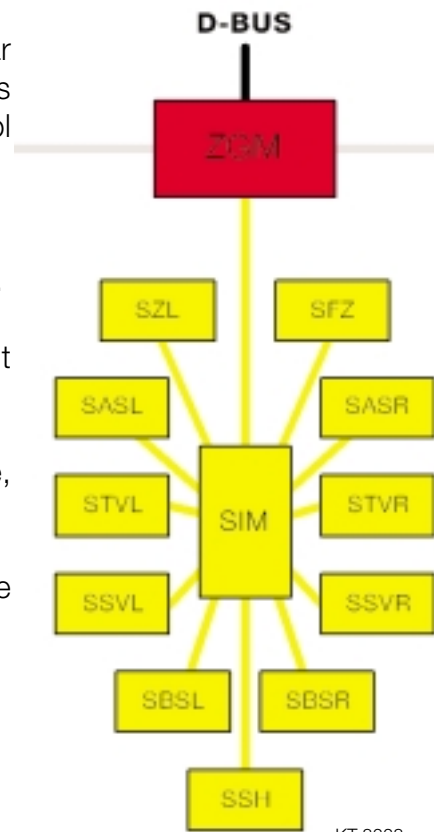 D-BUS
ZGM
SZL SFZ
SASL SASR
SIM
STVL STVR
SSVL SSVR
SBSL SBSR
SSH